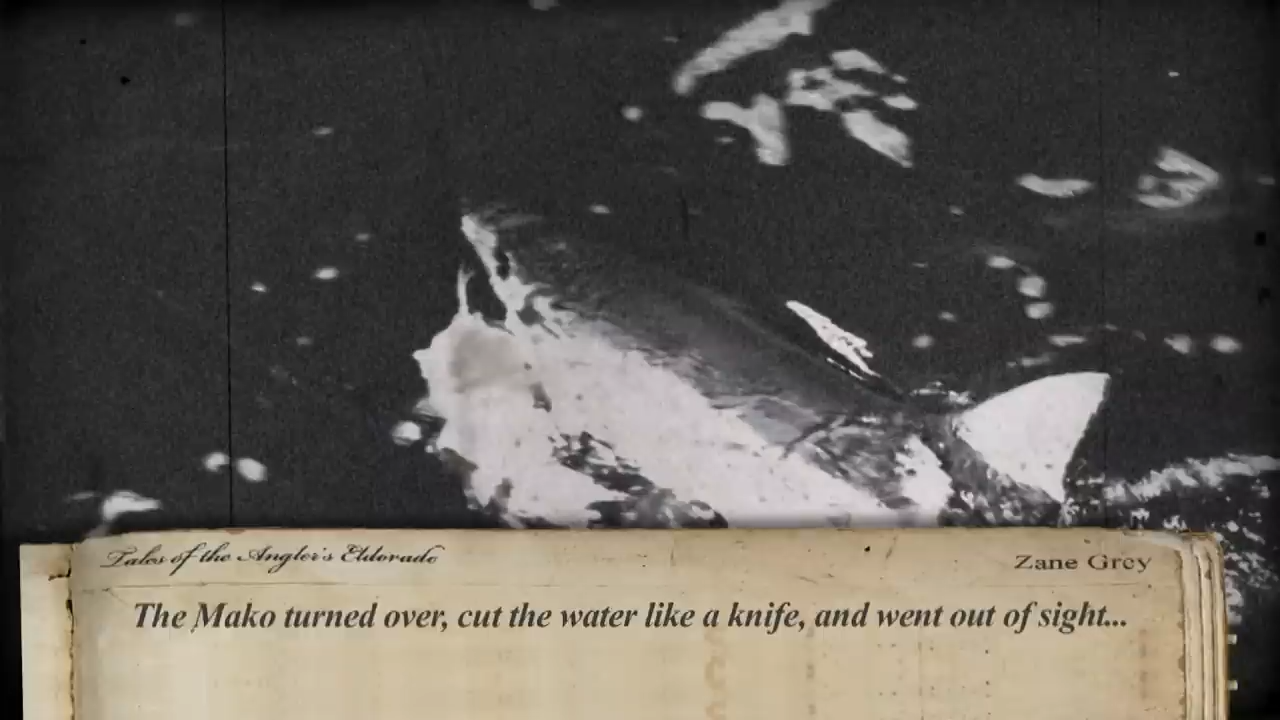 Tales of the Angler's Eldorado
Zane Grey
The Mako turned over, cut the water like a knife, and went out of sight...